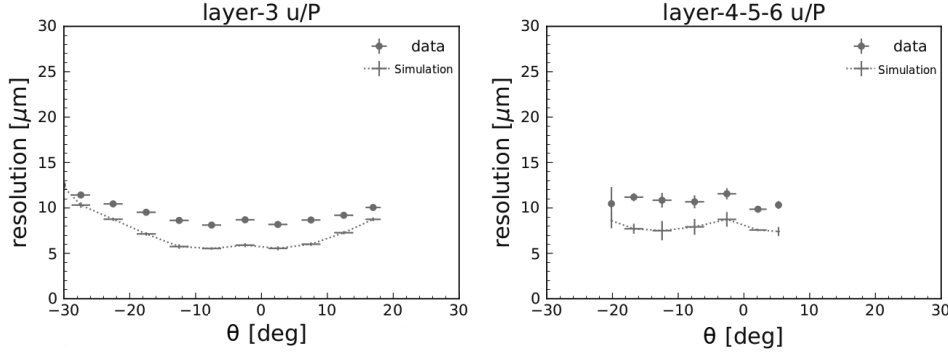 layer-3 u/P
resolution [μm]
30
25
20
15
10
5
0
data
Simulation
−30
−20
−10
0
10
20
30
θ [deg]
layer-4-5-6 u/P
resolution [μm]
30
25
20
15
10
5
0
data
Simulation
−30
−20
−10
0
10
20
30
θ [deg]